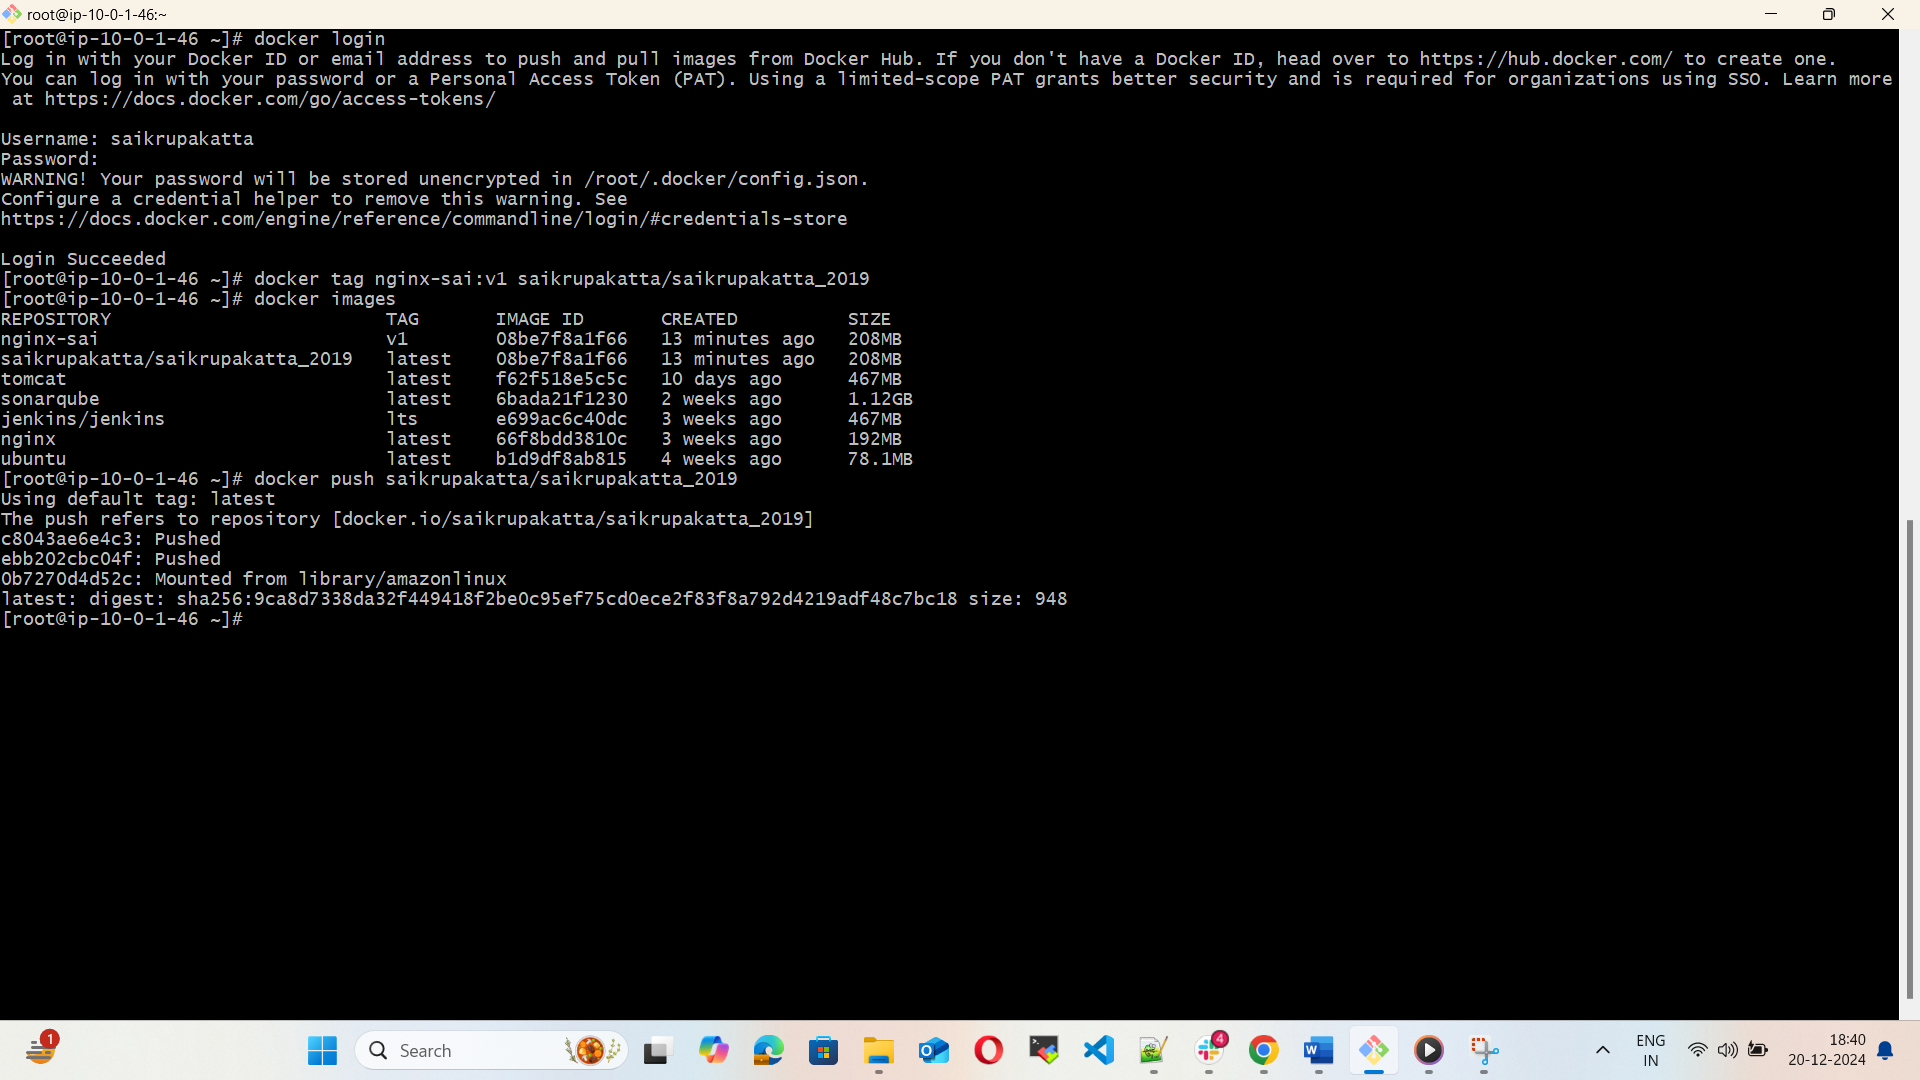 root@ip-10-0-1-46:~
[root@ip-10-0-1-46 ~]# docker login
Log in with your Docker ID or email address to push and pull images from Docker Hub. If you don't have a Docker ID, head over to https://hub.docker.com/ to create one.
You can log in with your password or a Personal Access Token (PAT). Using a limited-scope PAT grants better security and is required for organizations using SSO. Learn more
 at https://docs.docker.com/go/access-tokens/
Username: saikrupakatta
Password:
WARNING! Your password will be stored unencrypted in /root/.docker/config.json.
Configure a credential helper to remove this warning. See
https://docs.docker.com/engine/reference/commandline/login/#credentials-store
Login Succeeded
[root@ip-10-0-1-46 ~]# docker tag nginx-sai:v1 saikrupakatta/saikrupakatta_2019
[root@ip-10-0-1-46 ~]# docker images
REPOSITORY TAG IMAGE ID CREATED SIZE
nginx-sai v1 08be7f8a1f66 13 minutes ago 208MB
saikrupakatta/saikrupakatta_2019 latest 08be7f8a1f66 13 minutes ago 208MB
tomcat latest f62f518e5c5c 10 days ago 467MB
sonarqube latest 6bada21f1230 2 weeks ago 1.12GB
jenkins/jenkins lts e699ac6c40dc 3 weeks ago 467MB
nginx latest 66f8bdd3810c 3 weeks ago 192MB
ubuntu latest b1d9df8ab815 4 weeks ago 78.1MB
[root@ip-10-0-1-46 ~]# docker push saikrupakatta/saikrupakatta_2019
Using default tag: latest
The push refers to repository [docker.io/saikrupakatta/saikrupakatta_2019]
c8043ae6e4c3: Pushed
ebb202cbc04f: Pushed
0b7270d4d52c: Mounted from library/amazonlinux
latest: digest: sha256:9ca8d7338da32f449418f2be0c95ef75cd0ece2f83f8a792d4219adf48c7bc18 size: 948
[root@ip-10-0-1-46 ~]#
1
Search
4
ENG
IN
18:40
20-12-2024